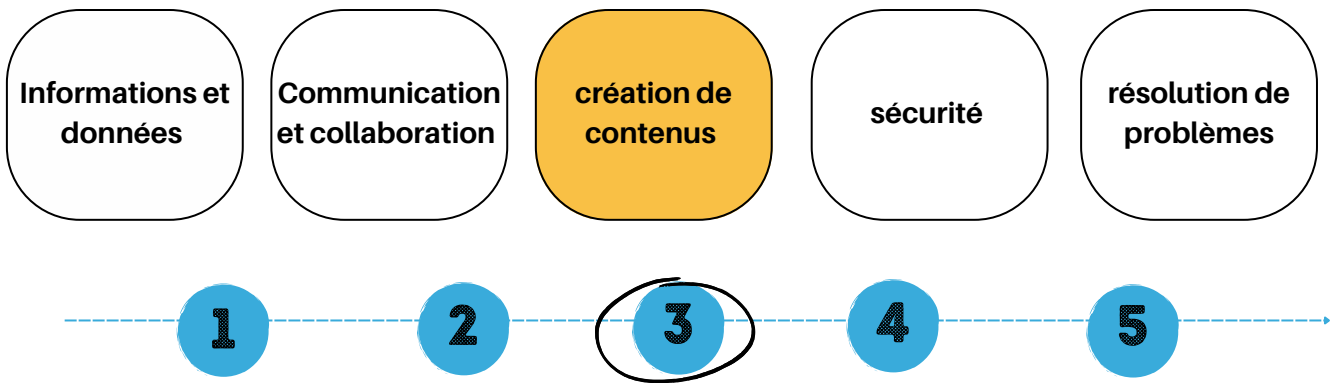 Informations et
données
Communication
et collaboration
création de
contenus
sécurité
résolution de
problèmes
1
2
3
4
5